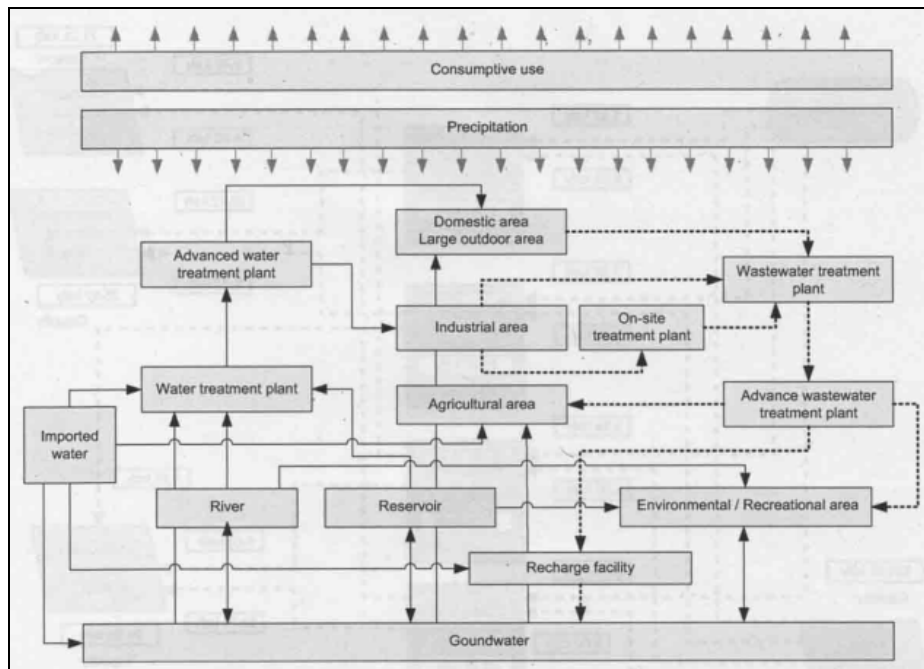 Consumptive use
Precipitation
Domestic area
Large outdoor area
Advanced water
treatment plant
Wastewater treatment
plant
Industrial area
On-site
treatment plant
Water treatment plant
Agricultural area
Advance wastewater
treatment plant
Imported
water
River
Reservoir
Environmental / Recreational area
Recharge facility
Goundwater